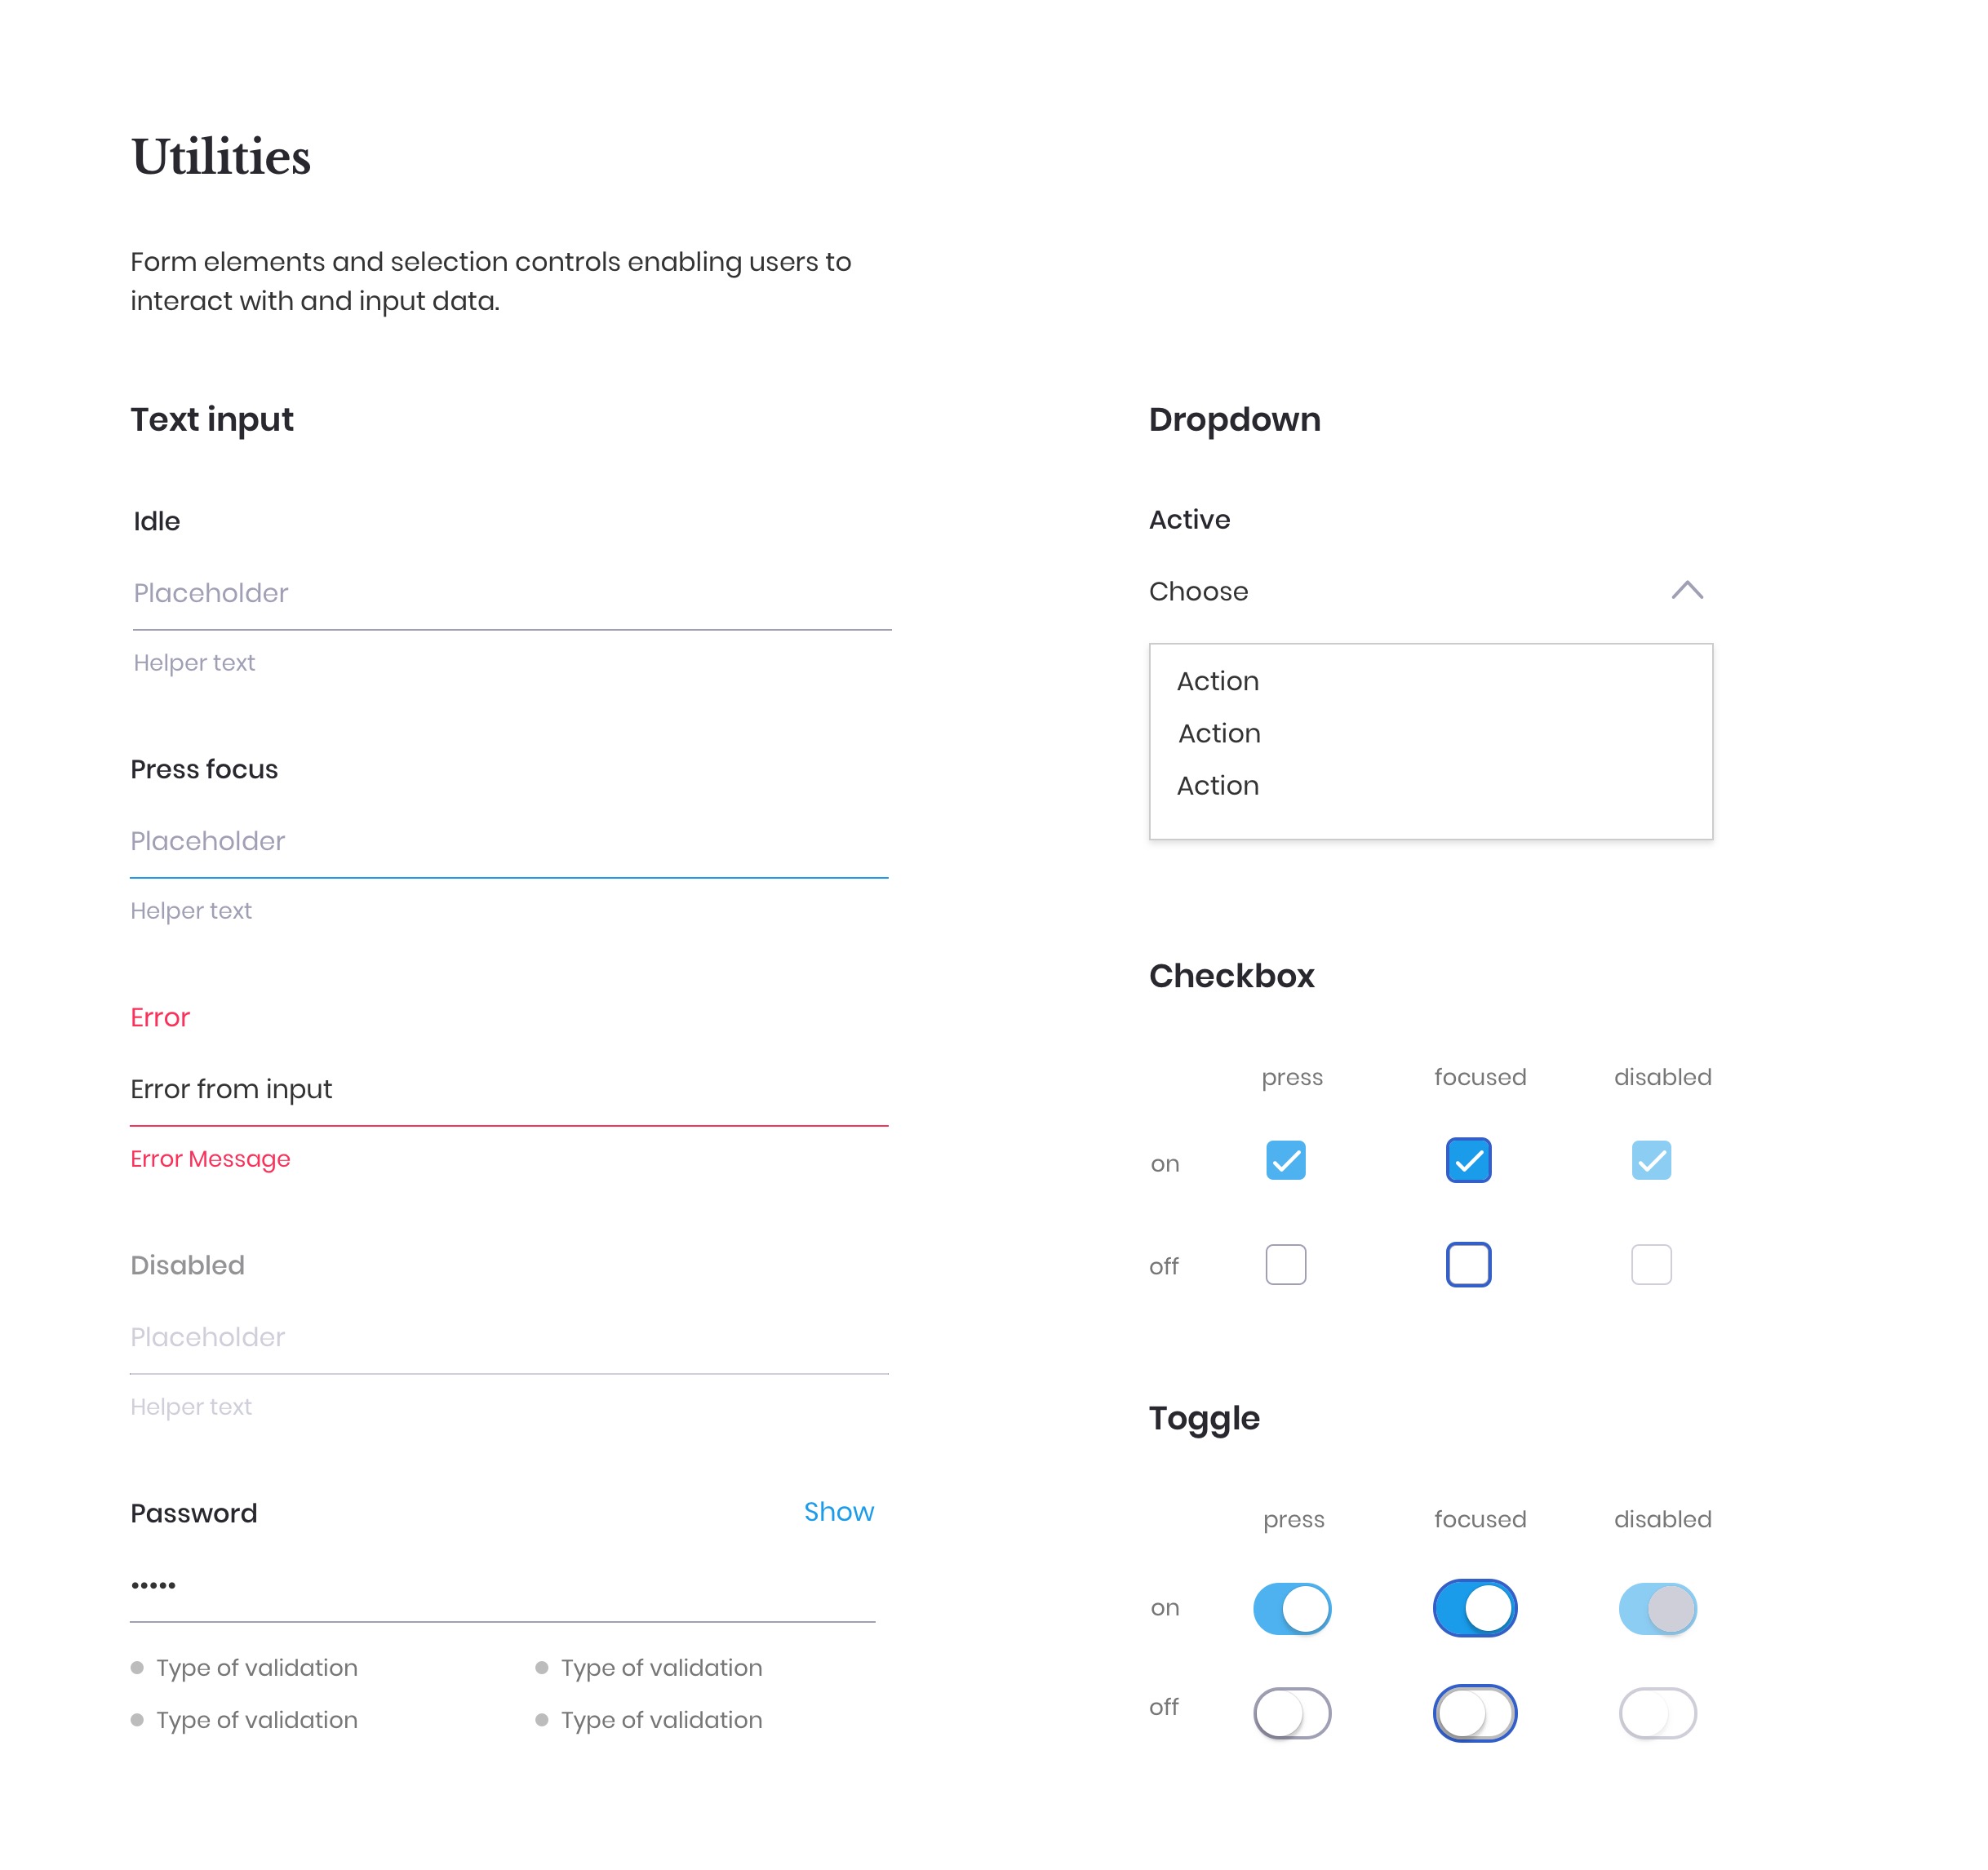 Utilities
Form elements and selection controls enabling users to
interact with and input data.
Text input
Idle
Placeholder
Helper text
Press focus
Placeholder
Helper text
Error
Error from input
Error Message
Disabled
Placeholder
Helper text
Password Show
•••••
Type of validation Type of validation
Type of validation Type of validation
Dropdown
Active
Choose
Action
Action
Action
Checkbox
press focused disabled
on
off
Toggle
press focused disabled
on
off